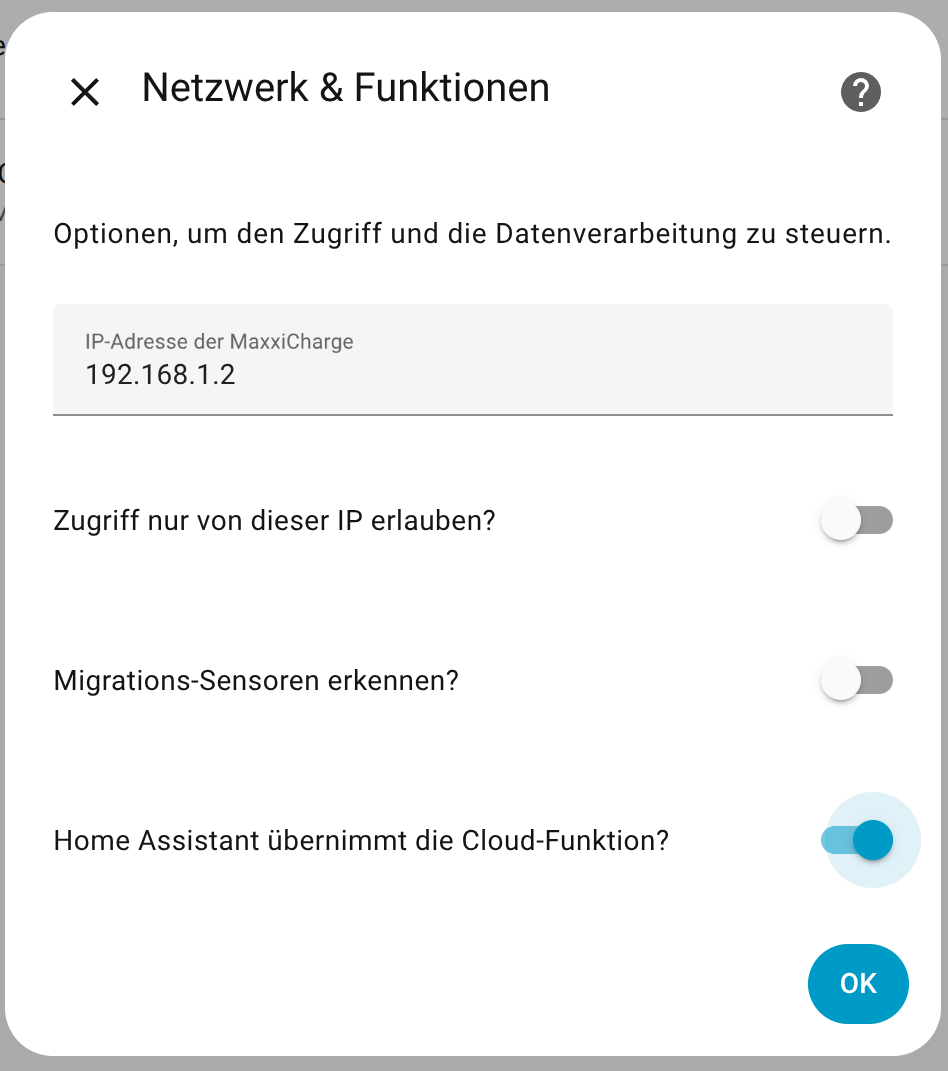 Netzwerk & Funktionen
Optionen, um den Zugriff und die Datenverarbeitung zu steuern.
IP-Adresse der MaxxiCharge
192.168.1.2
Zugriff nur von dieser IP erlauben?
Migrations-Sensoren erkennen?
Home Assistant übernimmt die Cloud-Funktion?
OK